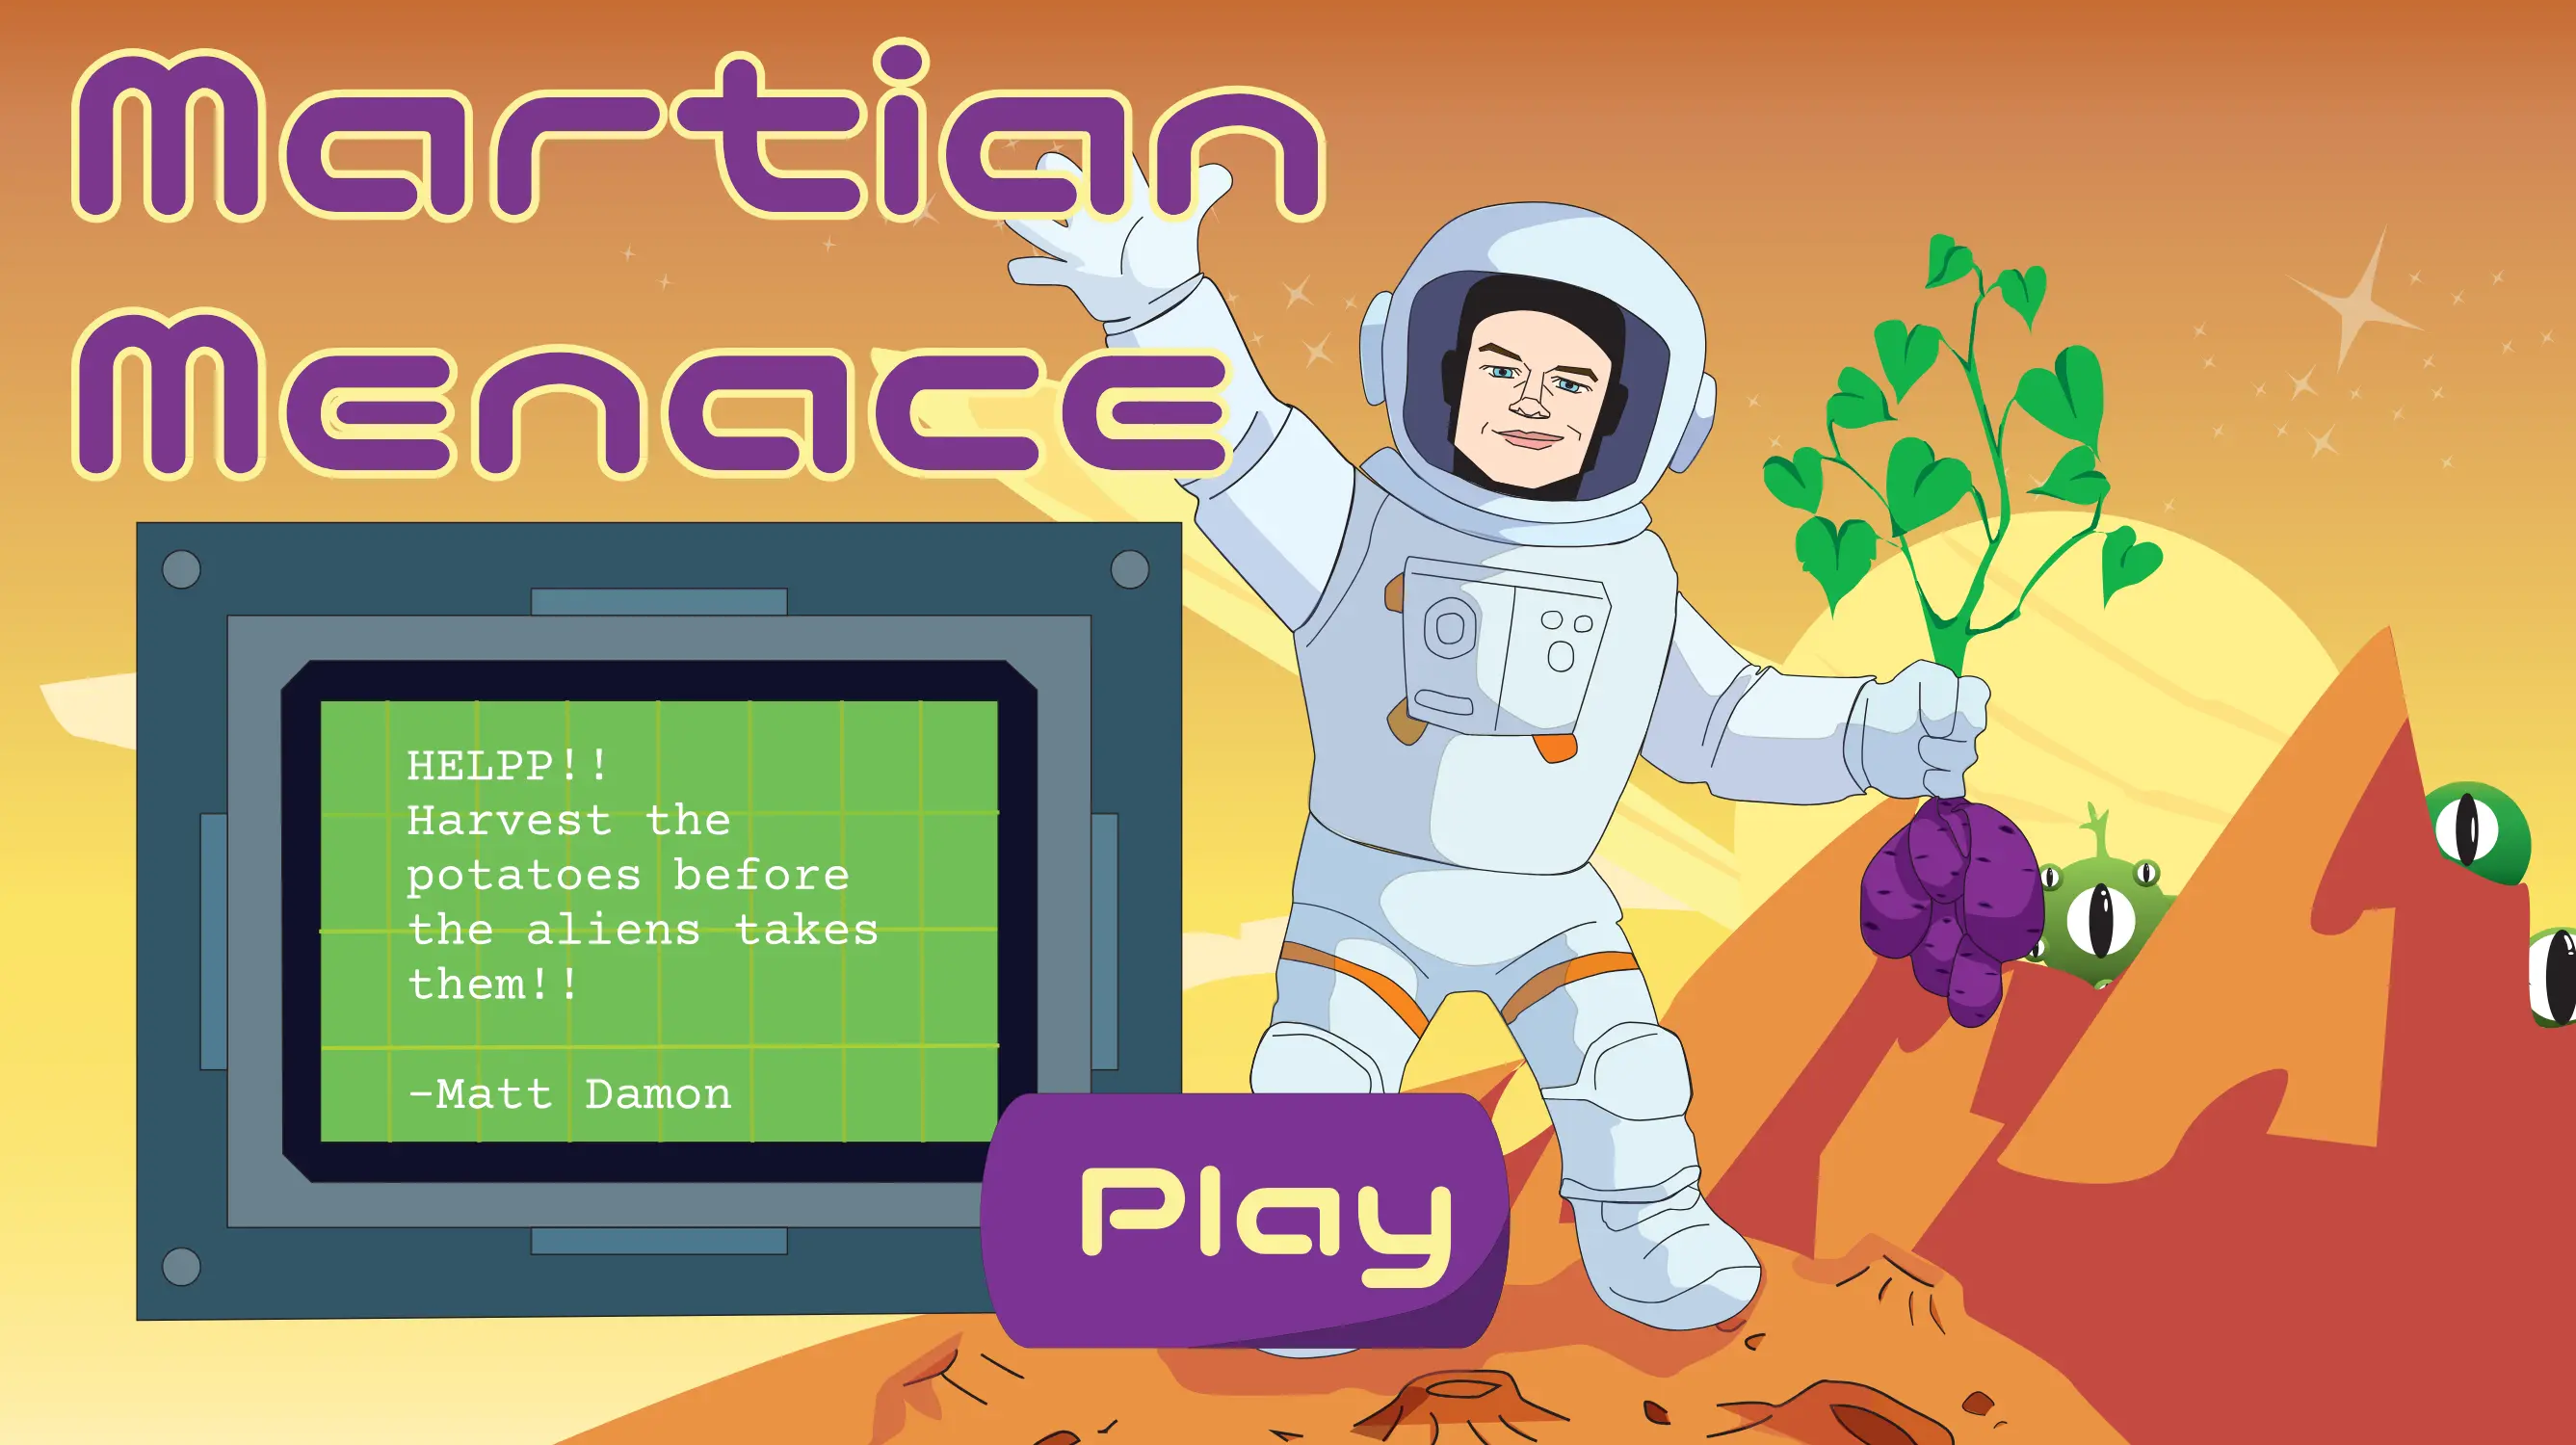 Martian
Menace
HELPP!!
Harvest the
potatoes before
the aliens takes
them!!
-Matt Damon
Play